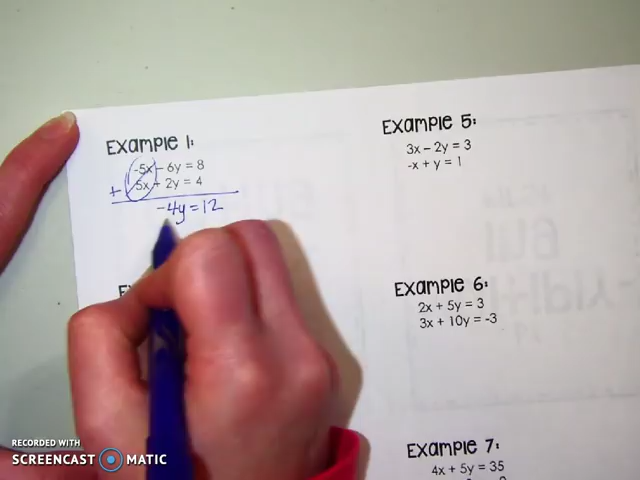 Example 1:
-5x - 6y = 8
+ 5x + 2y = 4
-4y = 12
Example 5:
3x – 2y = 3
-x + y = 1
Example 6:
2x + 5y = 3
3x + 10y = -3
Example 7:
4x + 5y = 35
RECORDED WITH
SCREENCAST MATIC